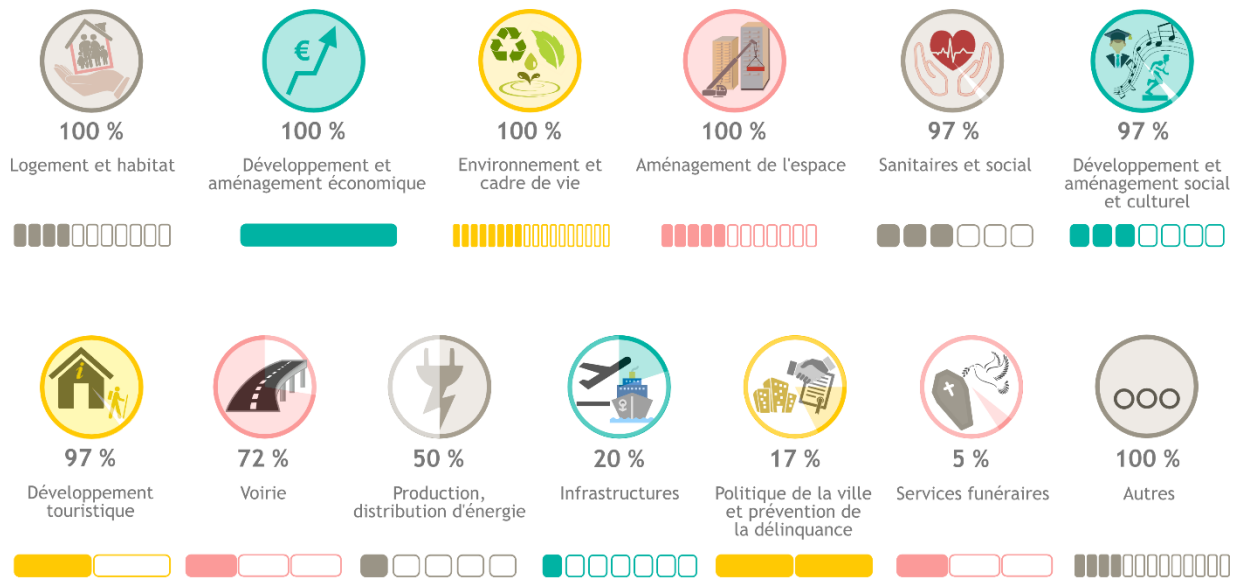 €
100 %
100 %
100 %
100 %
97 %
97 %
Logement et habitat
Développement et
aménagement économique
Environnement et
cadre de vie
Aménagement de l'espace
Sanitaires et social
Développement et
aménagement social
et culturel
i
97 %
72 %
50 %
20 %
17 %
5 %
100 %
Développement
touristique
Voirie
Production,
distribution d'énergie
Infrastructures
Politique de la ville
et prévention de
la délinquance
Services funéraires
Autres